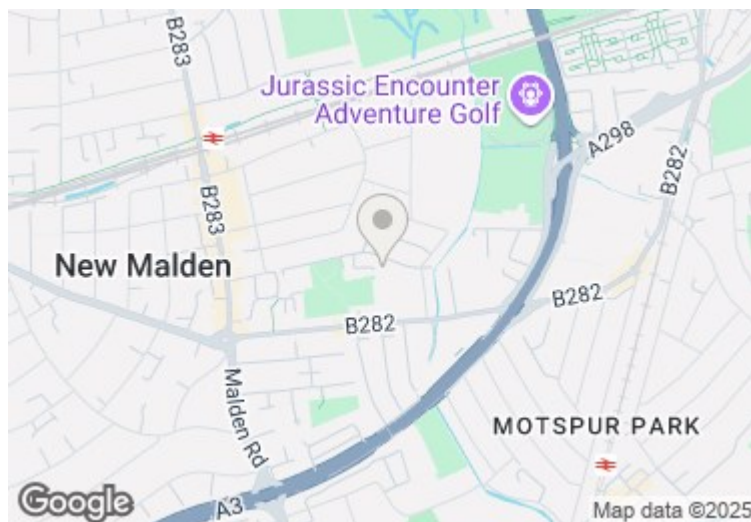 B283
Jurassic Encounter
Adventure Golf
A298
B282
B283
New Malden
B282
B282
Malden Rd
MOTSPUR PARK
A3
Google
Map data ©2025